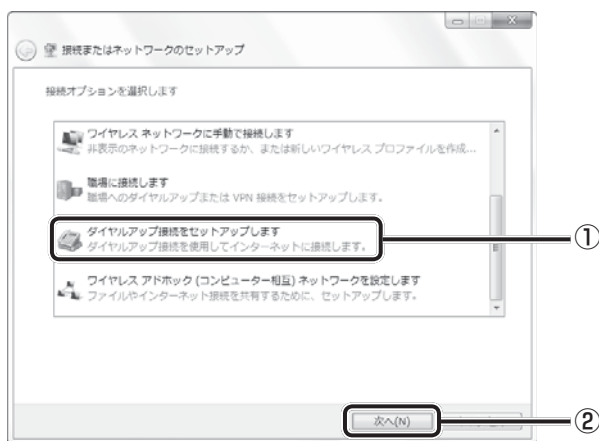 接続またはネットワークのセットアップ
接続オプションを選択します
ワイヤレス ネットワークに手動で接続します
非表示のネットワークに接続するか、または新しいワイヤレス プロファイルを作成...
職場に接続します
職場へのダイヤルアップまたは VPN 接続をセットアップします。
ダイヤルアップ接続をセットアップします
ダイヤルアップ接続を使用してインターネットに接続します。
①
ワイヤレス アドホック (コンピューター相互) ネットワークを設定します
ファイルやインターネット接続を共有するために、セットアップします。
次へ(N)
②